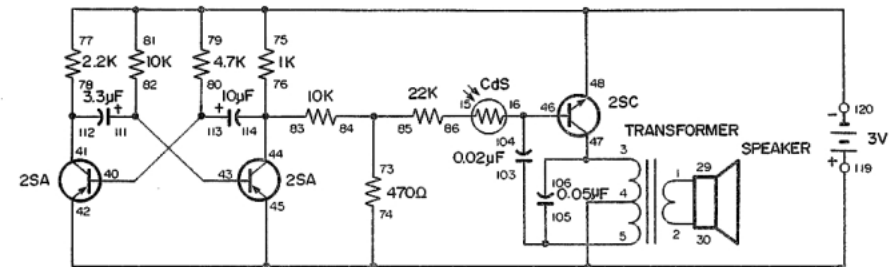 77 81 79 75 48 120
2.2K 10K 4.7K 1K
78 82 80 76
3.3µF 10µF 10K 22K CdS
112 + 111 + 113 114 83 84 85 86 15 16 46 2SC
- 3V
+ 119
41 40 43 44 104 47 TRANSFORMER
2SA 2SA 0.02µF 103 SPEAKER
42 45 73 470Ω 74
106 0.05µF 105
3 4 5 1 2 29 30